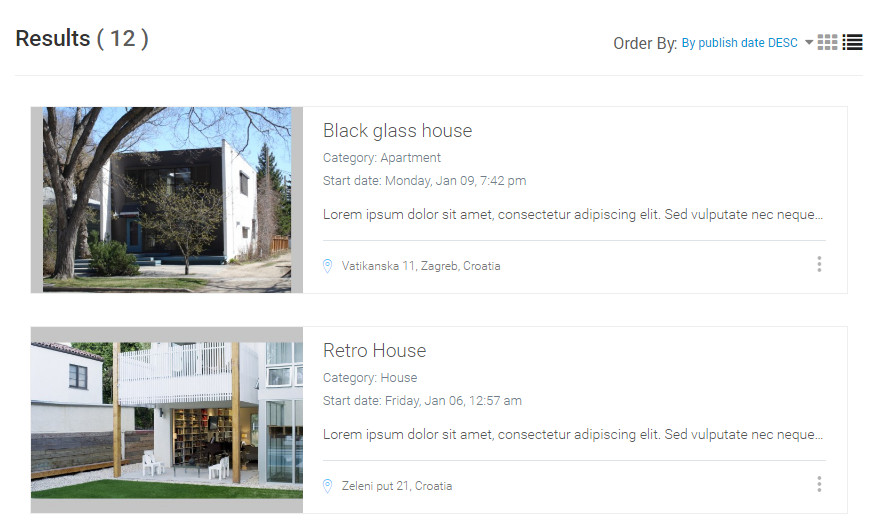 Results ( 12 )
Order By: By publish date DESC
Black glass house
Category: Apartment
Start date: Monday, Jan 09, 7:42 pm
Lorem ipsum dolor sit amet, consectetur adipiscing elit. Sed vulputate nec neque...
Vatikanska 11, Zagreb, Croatia
Retro House
Category: House
Start date: Friday, Jan 06, 12:57 am
Lorem ipsum dolor sit amet, consectetur adipiscing elit. Sed vulputate nec neque...
Zeleni put 21, Croatia